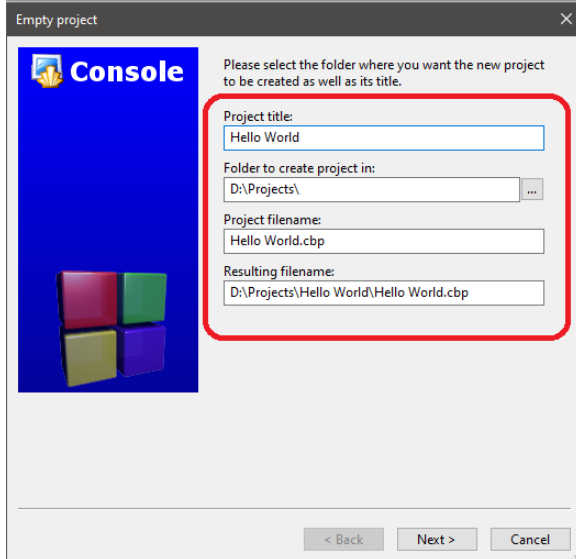 Empty project
Console
Please select the folder where you want the new project
to be created as well as its title.
Project title:
Hello World
Folder to create project in:
D:\Projects\
...
Project filename:
Hello World.cbp
Resulting filename:
D:\Projects\Hello World\Hello World.cbp
< Back
Next >
Cancel